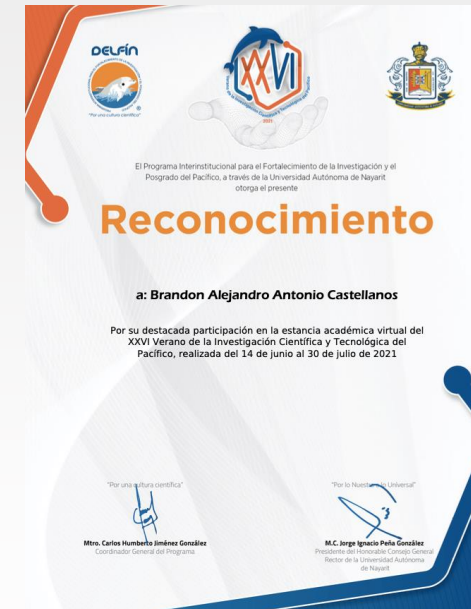 DELFÍN
"Por una cultura científica"
XXVI
2021
El Programa Interinstitucional para el Fortalecimiento de la Investigación y el
Posgrado del Pacífico, a través de la Universidad Autónoma de Nayarit
otorga el presente
Reconocimiento
a: Brandon Alejandro Antonio Castellanos
Por su destacada participación en la estancia académica virtual del
XXVI Verano de la Investigación Científica y Tecnológica del
Pacífico, realizada del 14 de junio al 30 de julio de 2021
"Por una cultura científica"
Mtro. Carlos Humberto Jiménez González
Coordinador General del Programa
"Por lo Nuestro a lo Universal"
M.C. Jorge Ignacio Peña González
Presidente del Honorable Consejo General
Rector de la Universidad Autónoma
de Nayarit